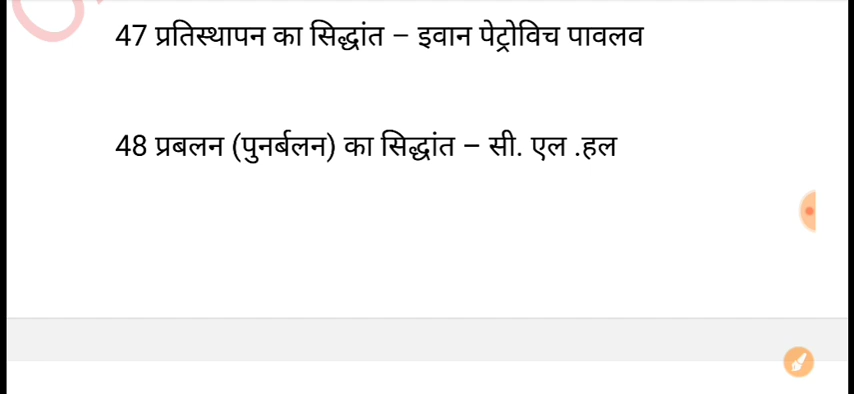 47 प्रतिस्थापन का सिद्धांत – इवान पेट्रोविच पावलव
48 प्रबलन (पुनर्बलन) का सिद्धांत – सी. एल .हल